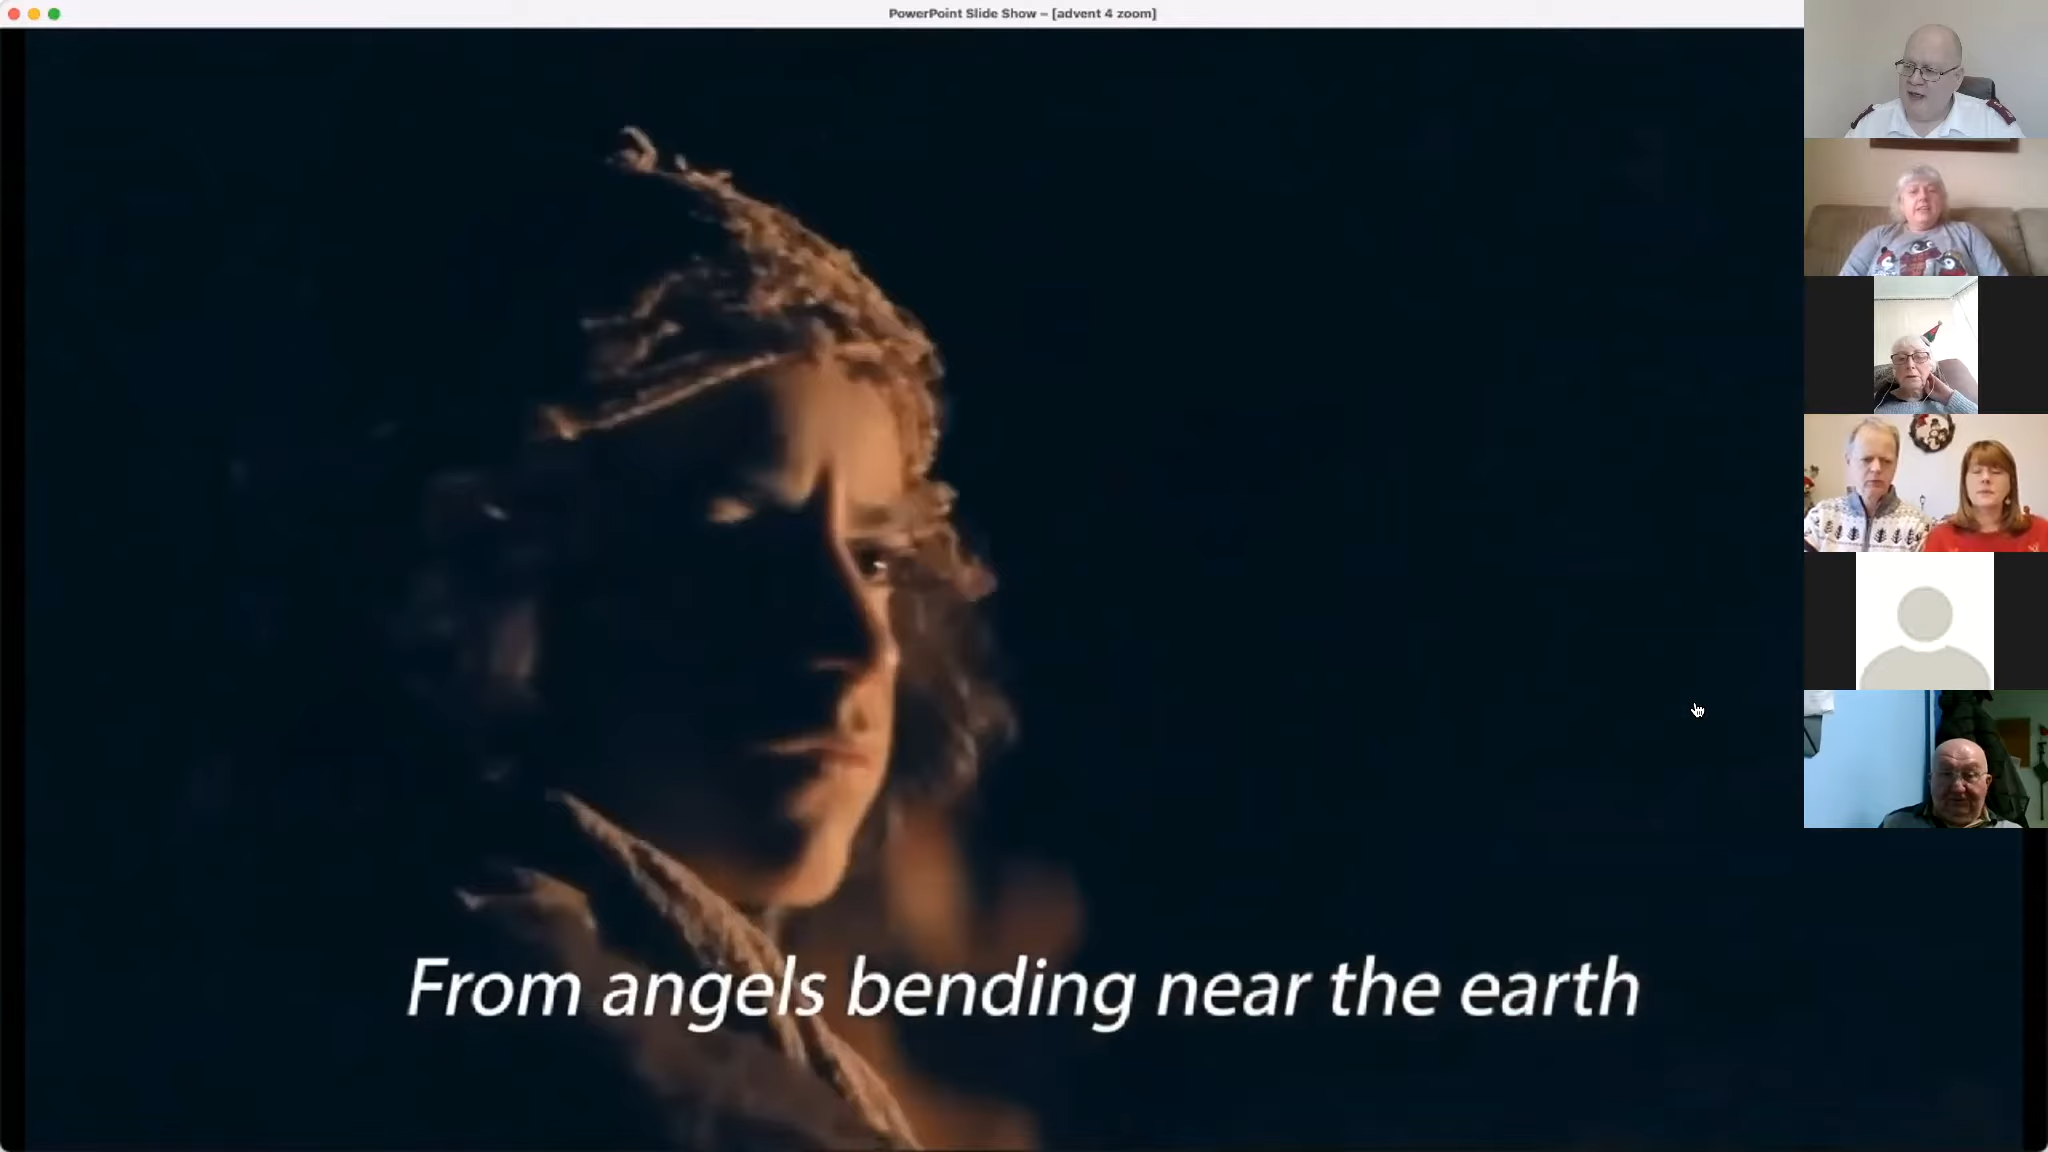 PowerPoint Slide Show – [advent 4 zoom]
From angels bending near the earth